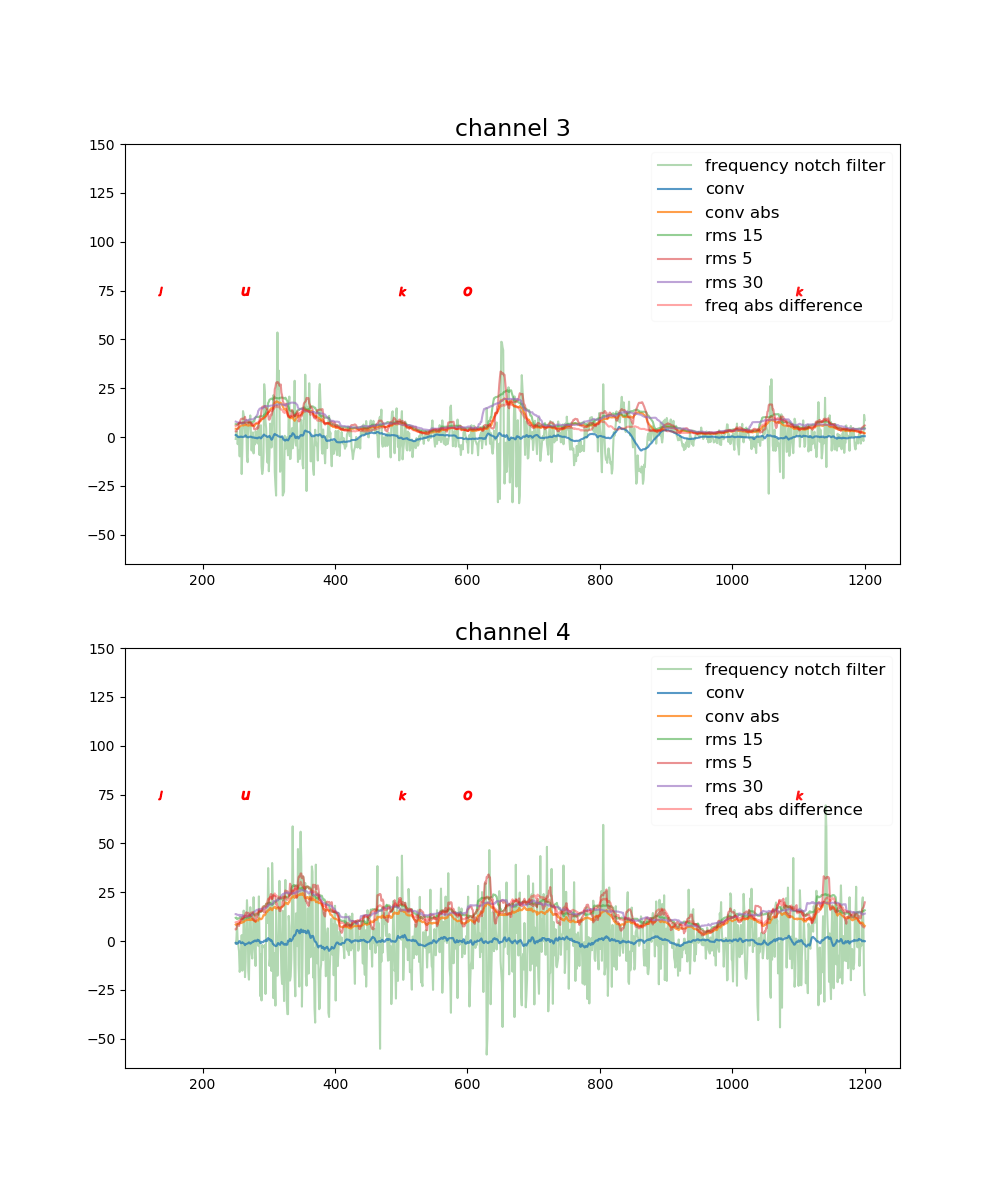 channel 3
150
125
100
75
50
25
0
−25
−50
frequency notch filter
conv
conv abs
rms 15
rms 5
rms 30
freq abs difference
J u k o k
200 400 600 800 1000 1200
channel 4
150
125
100
75
50
25
0
−25
−50
frequency notch filter
conv
conv abs
rms 15
rms 5
rms 30
freq abs difference
J u k o k
200 400 600 800 1000 1200